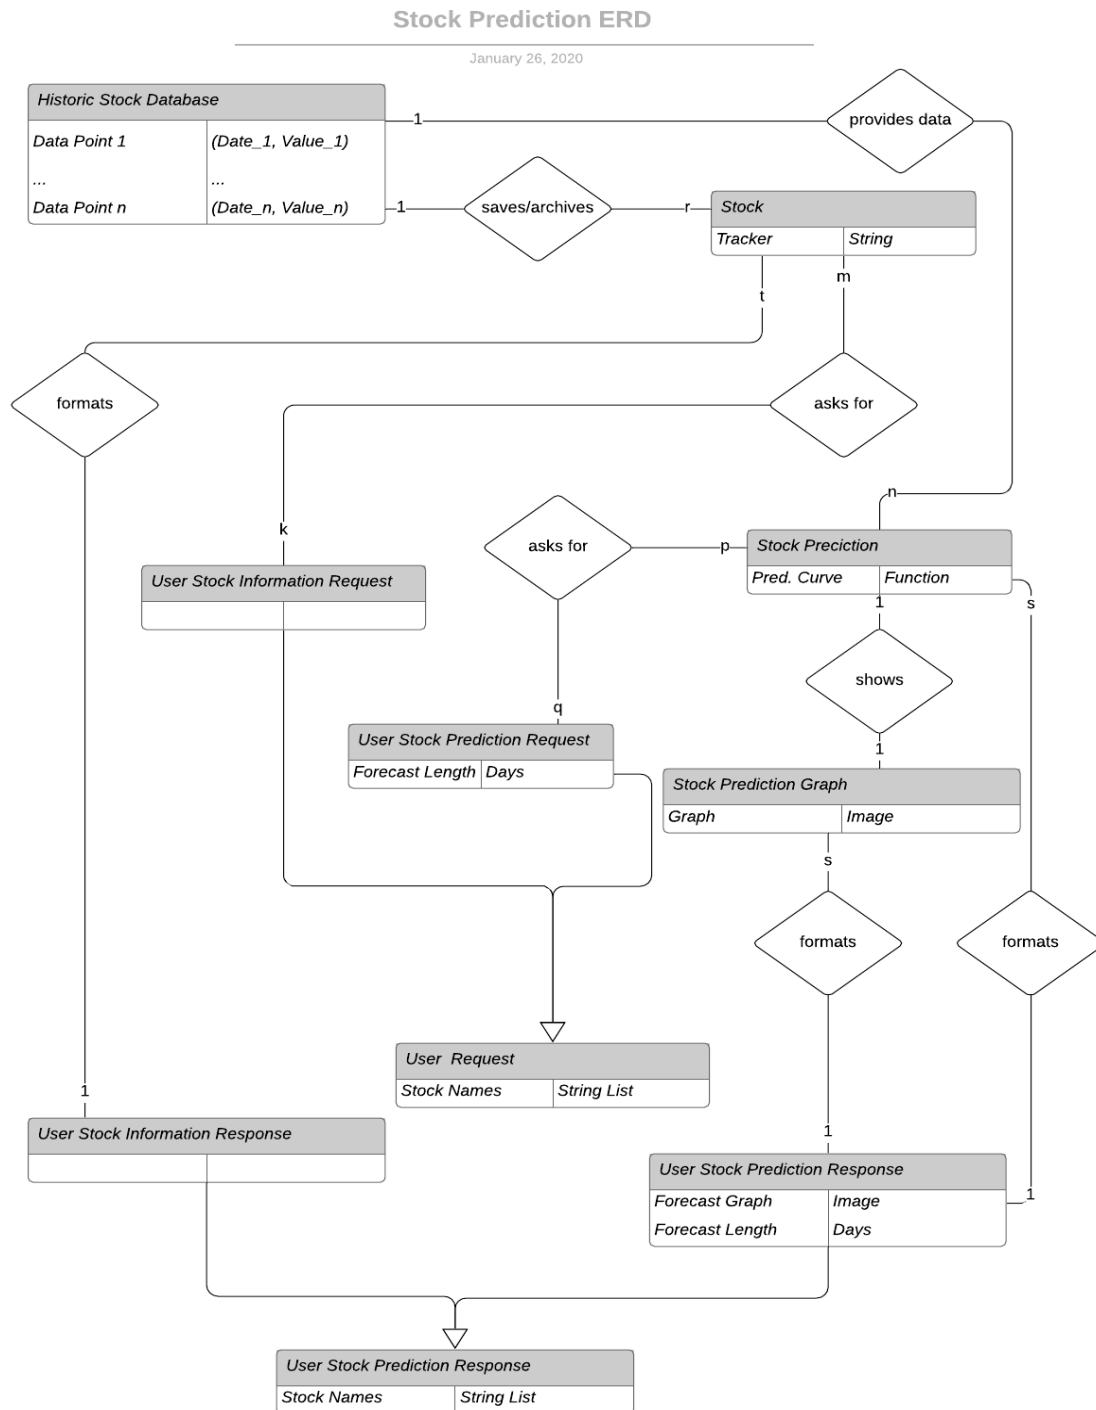 Stock Prediction ERD
January 26, 2020
Historic Stock Database
Data Point 1 (Date_1, Value_1)
... ...
Data Point n (Date_n, Value_n)
1
provides data
1
saves/archives
r
Stock
Tracker String
t
m
formats
asks for
k
n
asks for
p
Stock Preciction
Pred. Curve Function
User Stock Information Request
1
s
shows
q
User Stock Prediction Request
Forecast Length Days
1
Stock Prediction Graph
Graph Image
s
formats
formats
User Request
Stock Names String List
1
User Stock Information Response
1
User Stock Prediction Response
Forecast Graph Image
Forecast Length Days
1
User Stock Prediction Response
Stock Names String List